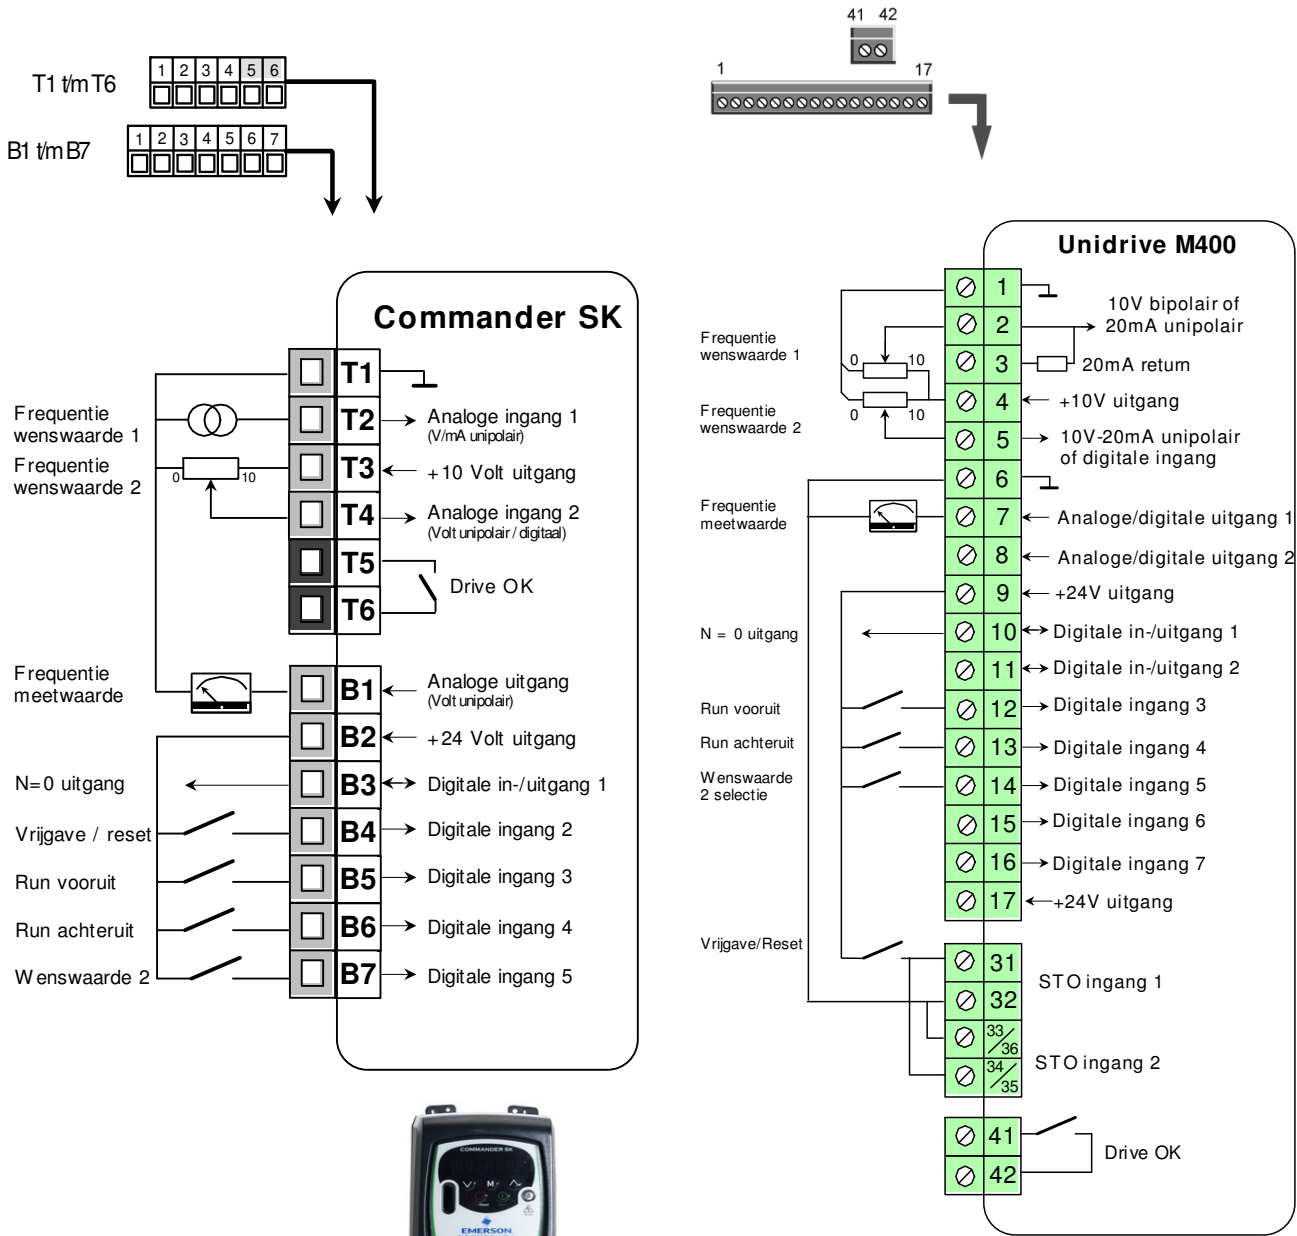 T1 t/m T6
1 2 3 4 5 6
B1 t/m B7
1 2 3 4 5 6 7
41 42
1 17
Commander SK
Frequentie
wenswaarde 1
Frequentie
wenswaarde 2
0 10
T1
T2
Analoge ingang 1
(V/mA unipolair)
T3
+10 Volt uitgang
T4
Analoge ingang 2
(Volt unipolair / digitaal)
T5
T6
Drive OK
Frequentie
meetwaarde
B1
Analoge uitgang
(Volt unipolair)
B2
+24 Volt uitgang
N=0 uitgang
B3
Digitale in-/uitgang 1
Vrijgave / reset
B4
Digitale ingang 2
Run vooruit
B5
Digitale ingang 3
Run achteruit
B6
Digitale ingang 4
Wenswaarde 2
B7
Digitale ingang 5
COMMANDER SK
M
EMERSON
Unidrive M400
Frequentie
wenswaarde 1
0 10
Frequentie
wenswaarde 2
0 10
1
2
10V bipolair of
20mA unipolair
3
20mA return
4
+10V uitgang
5
10V-20mA unipolair
of digitale ingang
6
Frequentie
meetwaarde
7
Analoge/digitale uitgang 1
8
Analoge/digitale uitgang 2
9
+24V uitgang
N = 0 uitgang
10
Digitale in-/uitgang 1
11
Digitale in-/uitgang 2
Run vooruit
12
Digitale ingang 3
Run achteruit
13
Digitale ingang 4
Wenswaarde
2 selectie
14
Digitale ingang 5
15
Digitale ingang 6
16
Digitale ingang 7
17
+24V uitgang
Vrijgave/Reset
31
32
STO ingang 1
33/36
34/35
STO ingang 2
41
42
Drive OK